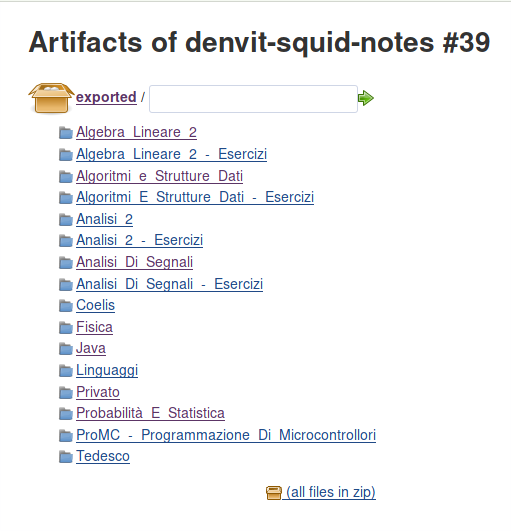 Artifacts of denvit-squid-notes #39
exported /
Algebra_Lineare_2
Algebra_Lineare_2_-_Esercizi
Algoritmi_e_Strutture_Dati
Algoritmi_E_Strutture_Dati_-_Esercizi
Analisi_2
Analisi_2_-_Esercizi
Analisi_Di_Segnali
Analisi_Di_Segnali_-_Esercizi
Coelis
Fisica
Java
Linguaggi
Privato
Probabilità_E_Statistica
ProMC_-_Programmazione_Di_Microcontrollori
Tedesco
(all files in zip)